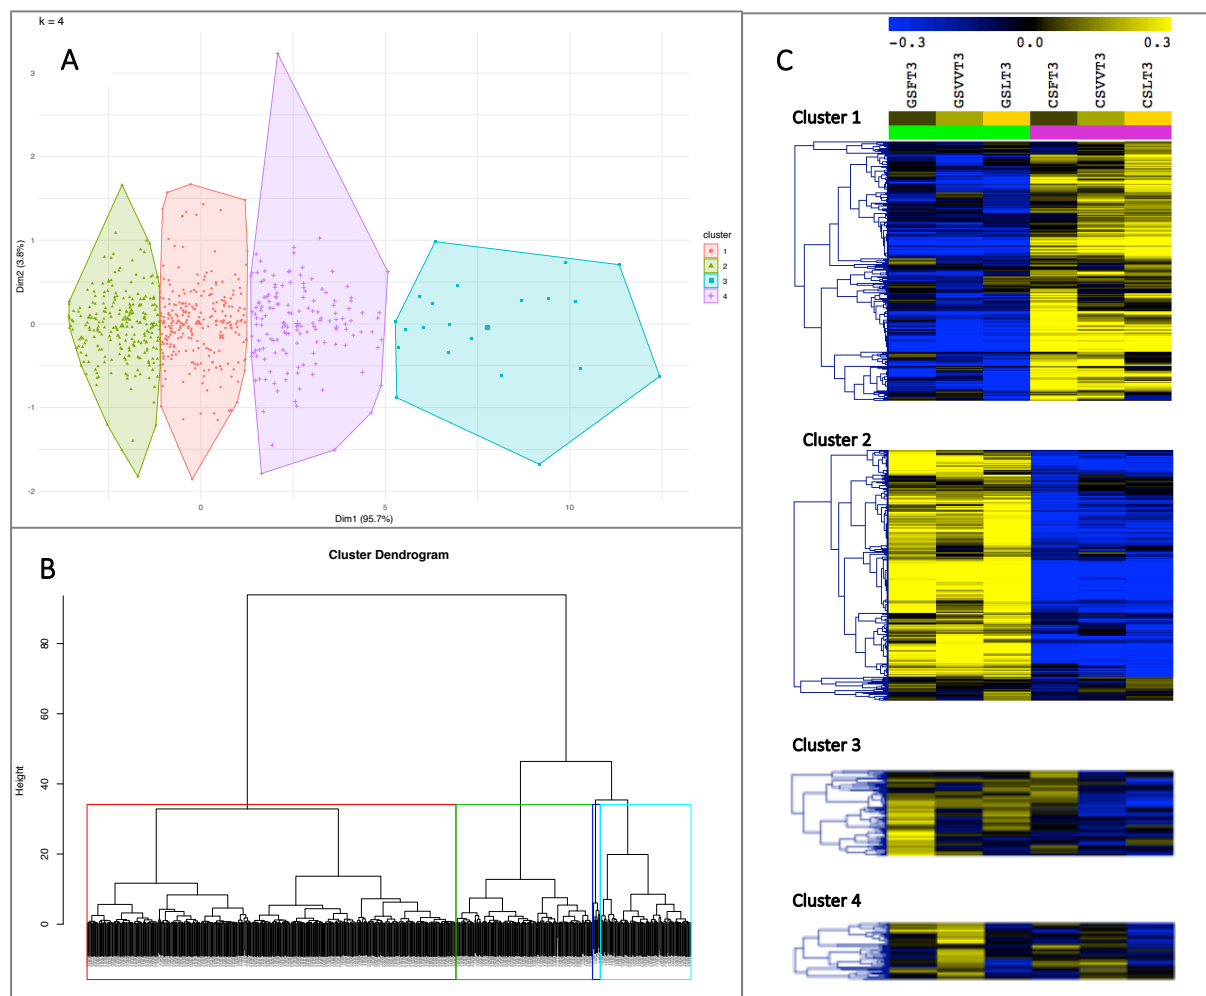 k = 4
A
3
2
1
0
-1
-2
0
5
10
Dim1 (95.7%)
Dim2 (3.8%)
cluster
1
2
3
4
B
Cluster Dendrogram
Height
80
60
40
20
0
C
-0.3 0.0 0.3
GSFT3 GSVVT3 GSLT3 CSFT3 CSVVT3 CSLT3
Cluster 1
Cluster 2
Cluster 3
Cluster 4